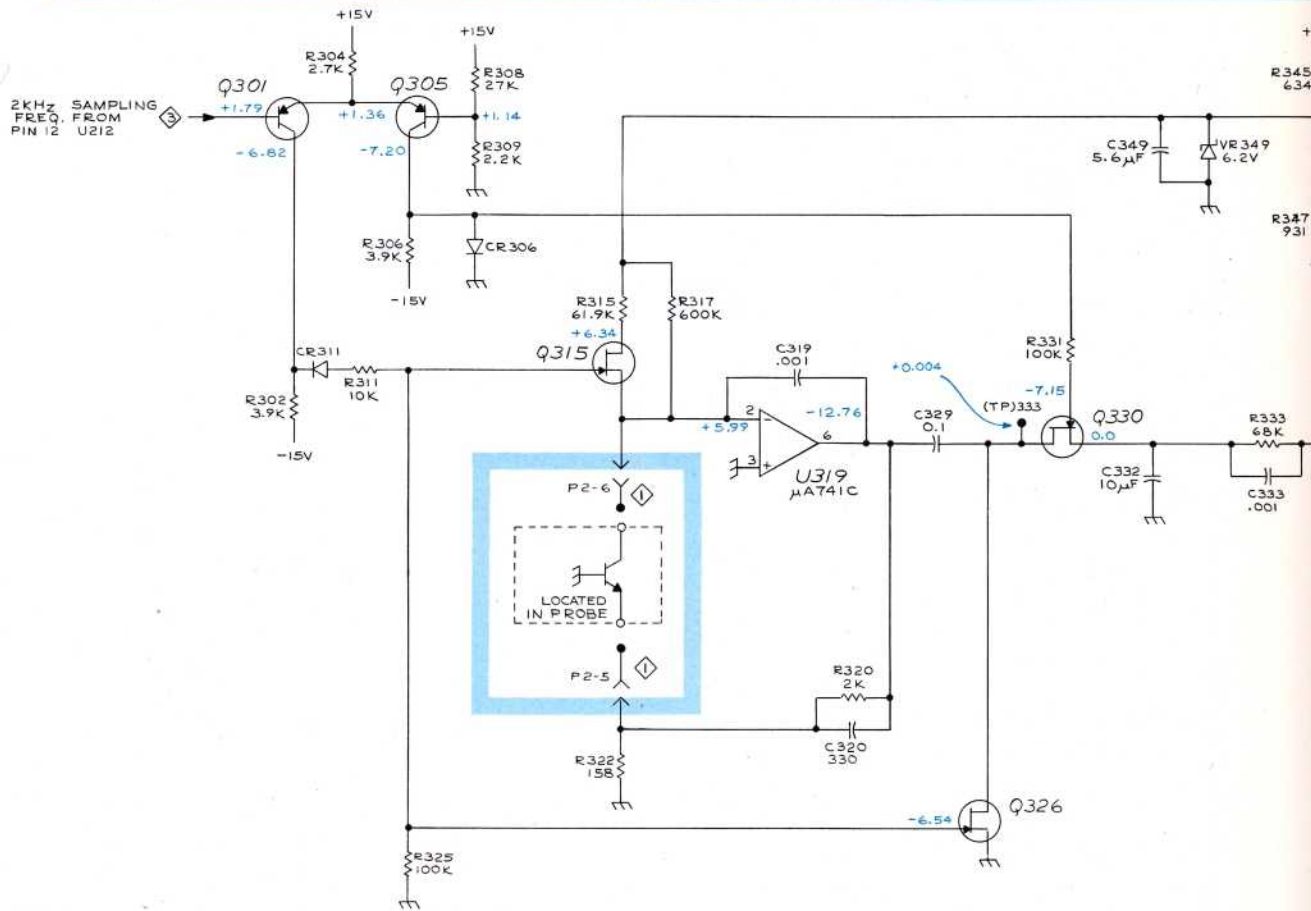 +15V
+15V
+
R304
2.7K
R308
27K
R345
634
Q301
Q305
2KHz SAMPLING
FREQ. FROM
PIN 12 U212
3
+1.79
+1.36
+1.14
-6.82
-7.20
R309
2.2K
C349
5.6µF
VR349
6.2V
R347
931
R306
3.9K
CR306
-15V
R315
61.9K
R317
600K
+6.34
Q315
CR311
R311
10K
R302
3.9K
-15V
C319
.001
+0.004
R331
100K
-7.15
(TP)333
Q330
0.0
+5.99
2
-12.76
6
3
U319
µA741C
C329
0.1
R333
68K
C332
10µF
C333
.001
P2-6
1
LOCATED
IN PROBE
P2-5
1
R320
2K
C320
330
R322
158
-6.54
Q326
R325
100K